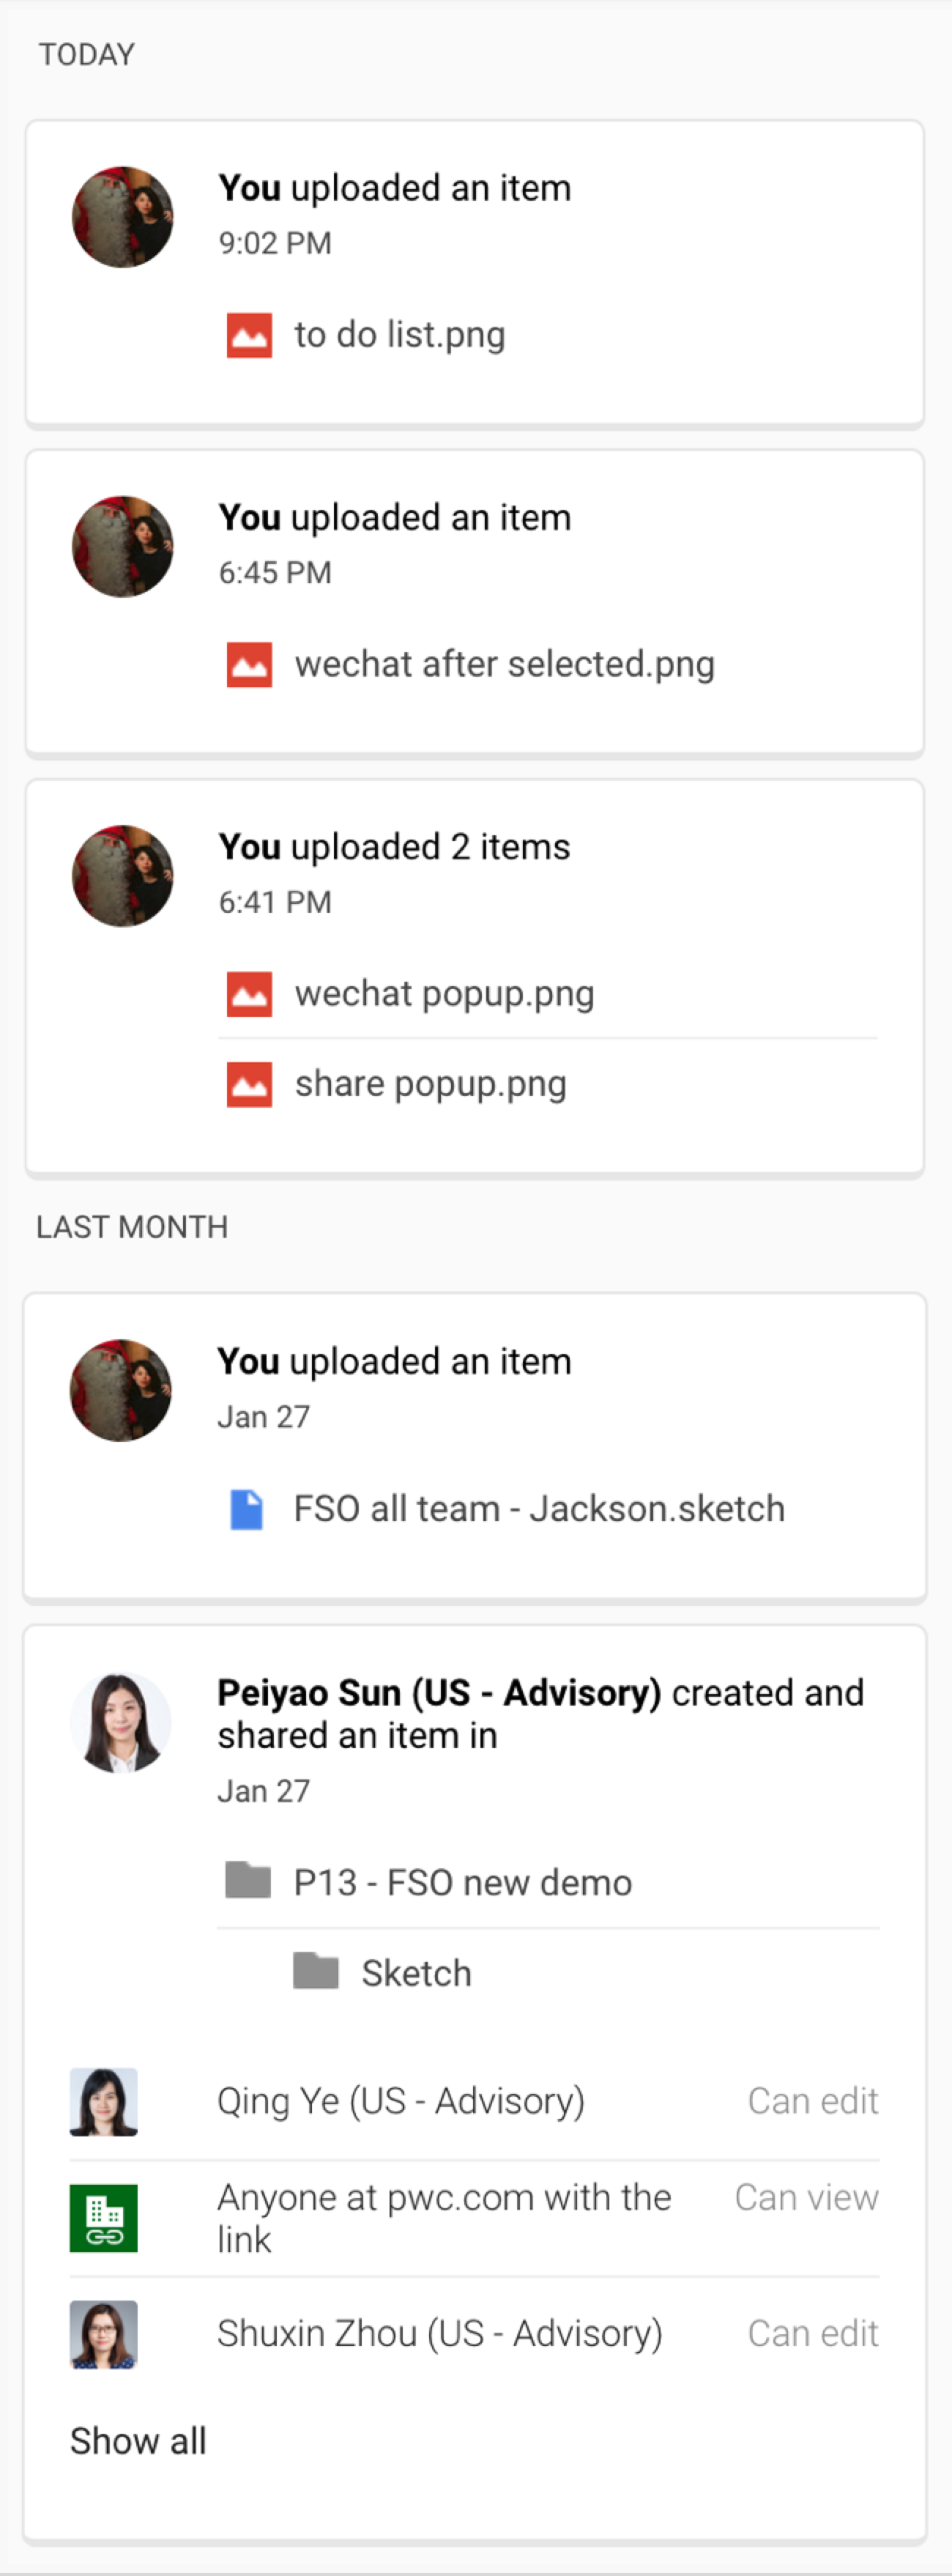 TODAY
You uploaded an item
9:02 PM
to do list.png
You uploaded an item
6:45 PM
wechat after selected.png
You uploaded 2 items
6:41 PM
wechat popup.png
share popup.png
LAST MONTH
You uploaded an item
Jan 27
FSO all team - Jackson.sketch
Peiyao Sun (US - Advisory) created and
shared an item in
Jan 27
P13 - FSO new demo
Sketch
Qing Ye (US - Advisory) Can edit
Anyone at pwc.com with the Can view
link
Shuxin Zhou (US - Advisory) Can edit
Show all